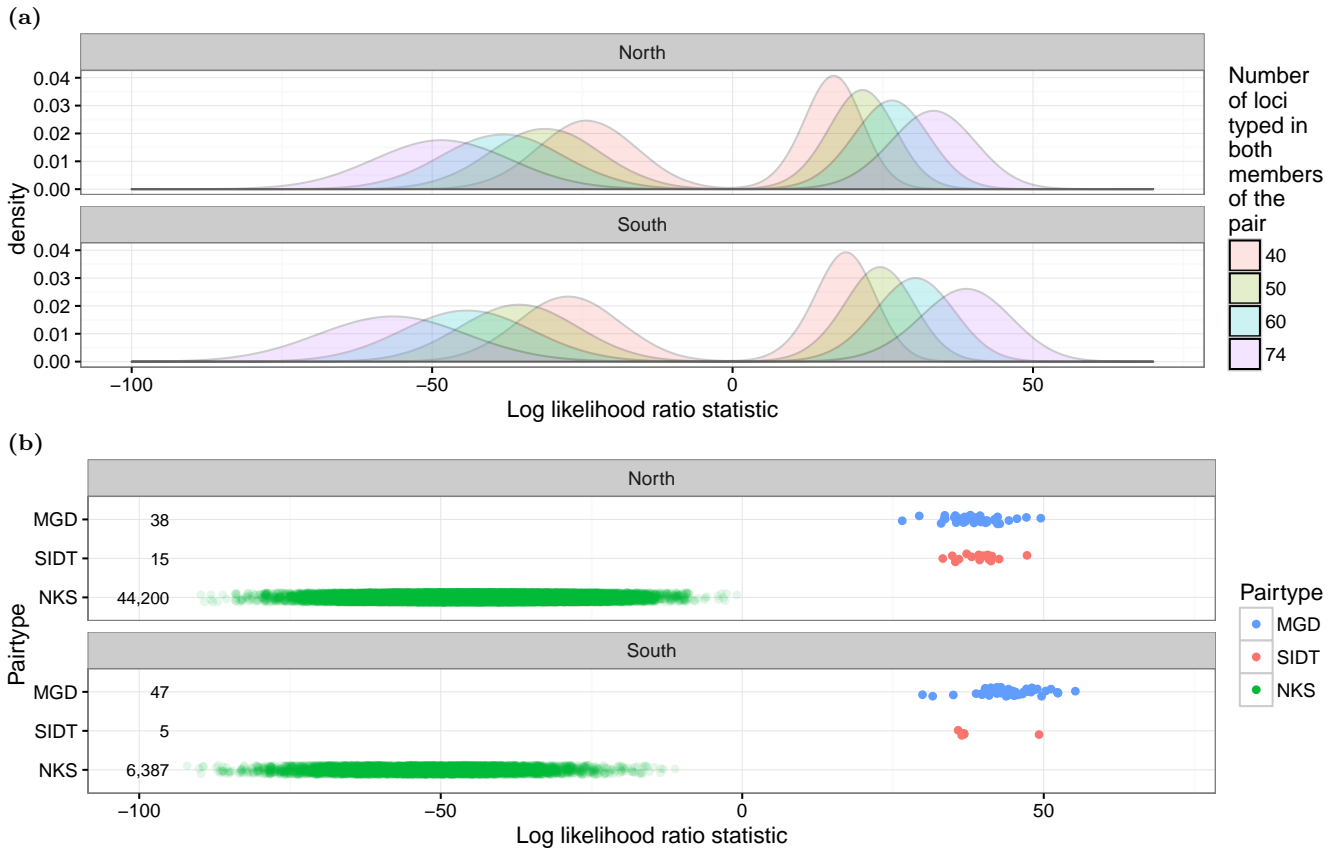 (a)
North
0.04
0.03
0.02
0.01
0.00
South
0.04
0.03
0.02
0.01
0.00
density
−100
−50
0
50
Log likelihood ratio statistic
Number
of loci
typed in
both
members
of the
pair
40
50
60
74
(b)
North
MGD
38
SIDT
15
NKS
44,200
South
MGD
47
SIDT
5
NKS
6,387
Pairtype
−100
−50
0
50
Log likelihood ratio statistic
Pairtype
MGD
SIDT
NKS